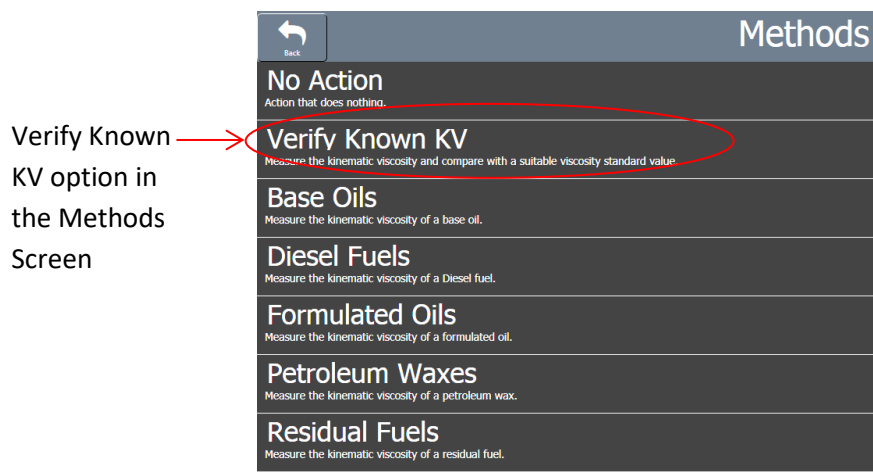 Back
Methods
No Action
Action that does nothing.
Verify Known KV
Measure the kinematic viscosity and compare with a suitable viscosity standard value.
Base Oils
Measure the kinematic viscosity of a base oil.
Diesel Fuels
Measure the kinematic viscosity of a Diesel fuel.
Formulated Oils
Measure the kinematic viscosity of a formulated oil.
Petroleum Waxes
Measure the kinematic viscosity of a petroleum wax.
Residual Fuels
Measure the kinematic viscosity of a residual fuel.
Verify Known
KV option in
the Methods
Screen